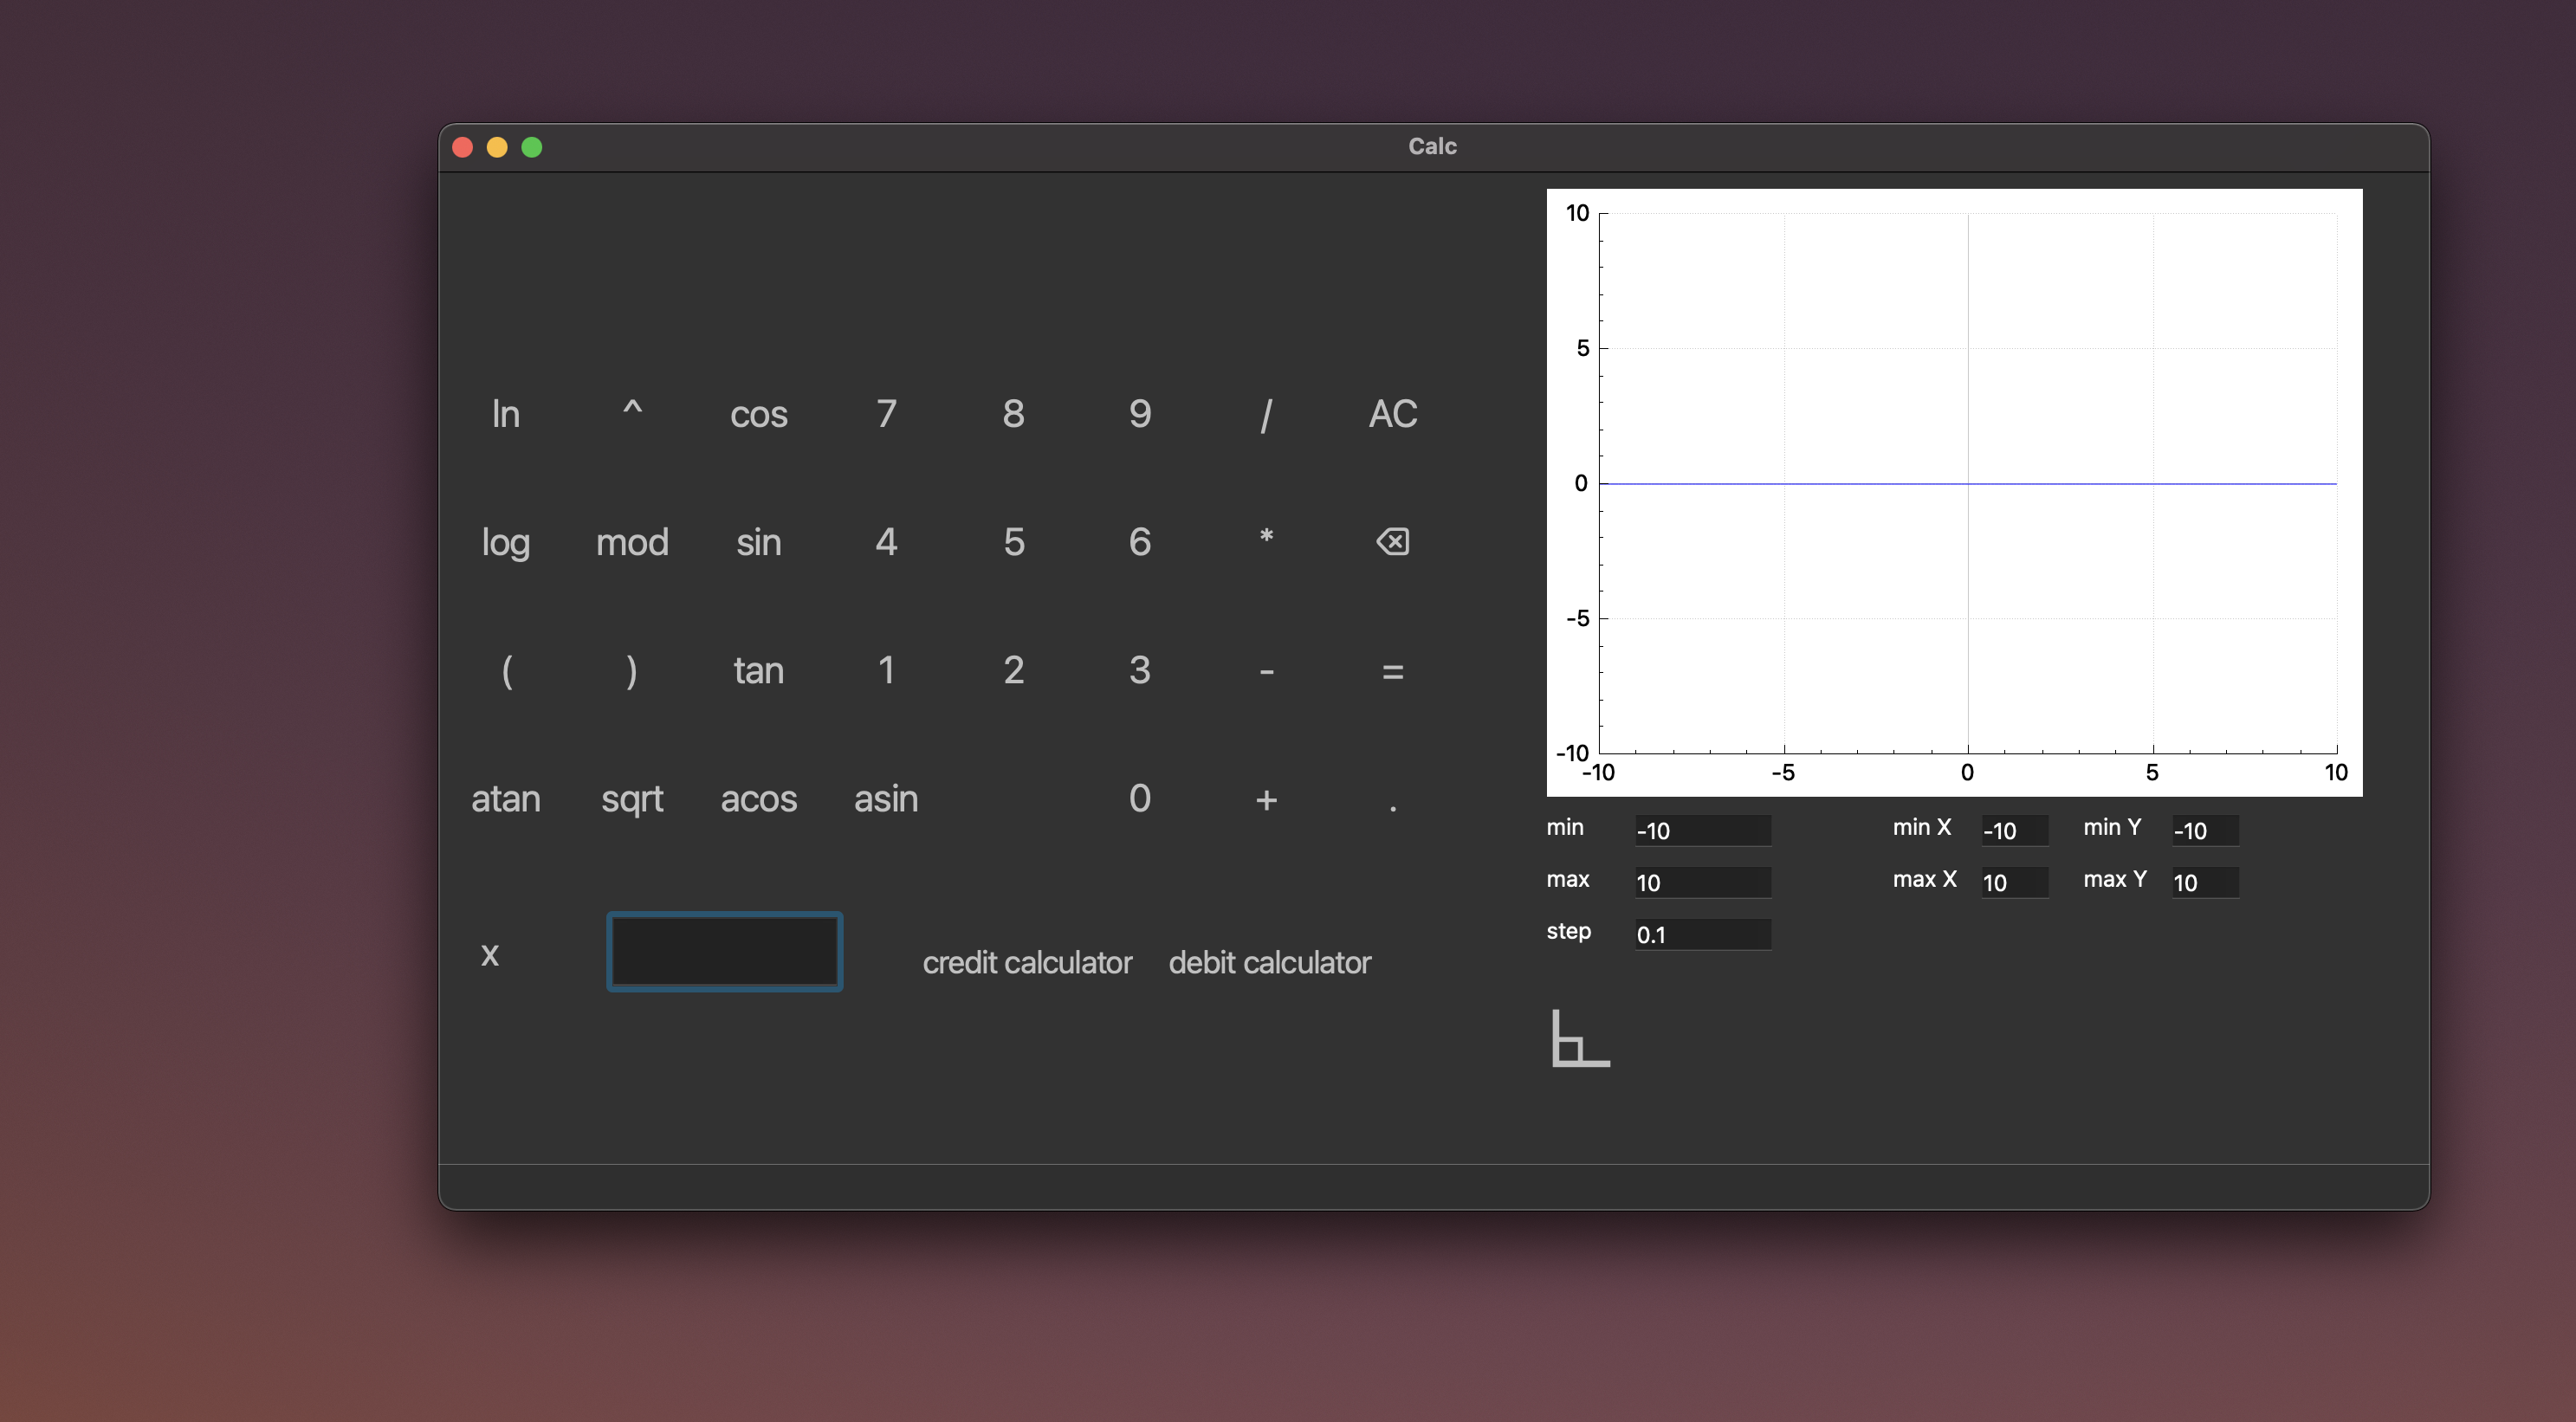 Calc
ln ^ cos 7 8 9 / AC
log mod sin 4 5 6 *
( ) tan 1 2 3 - =
atan sqrt acos asin 0 + .
x credit calculator debit calculator
10
5
0
-5
-10
-10 -5 0 5 10
min -10 min X -10 min Y -10
max 10 max X 10 max Y 10
step 0.1